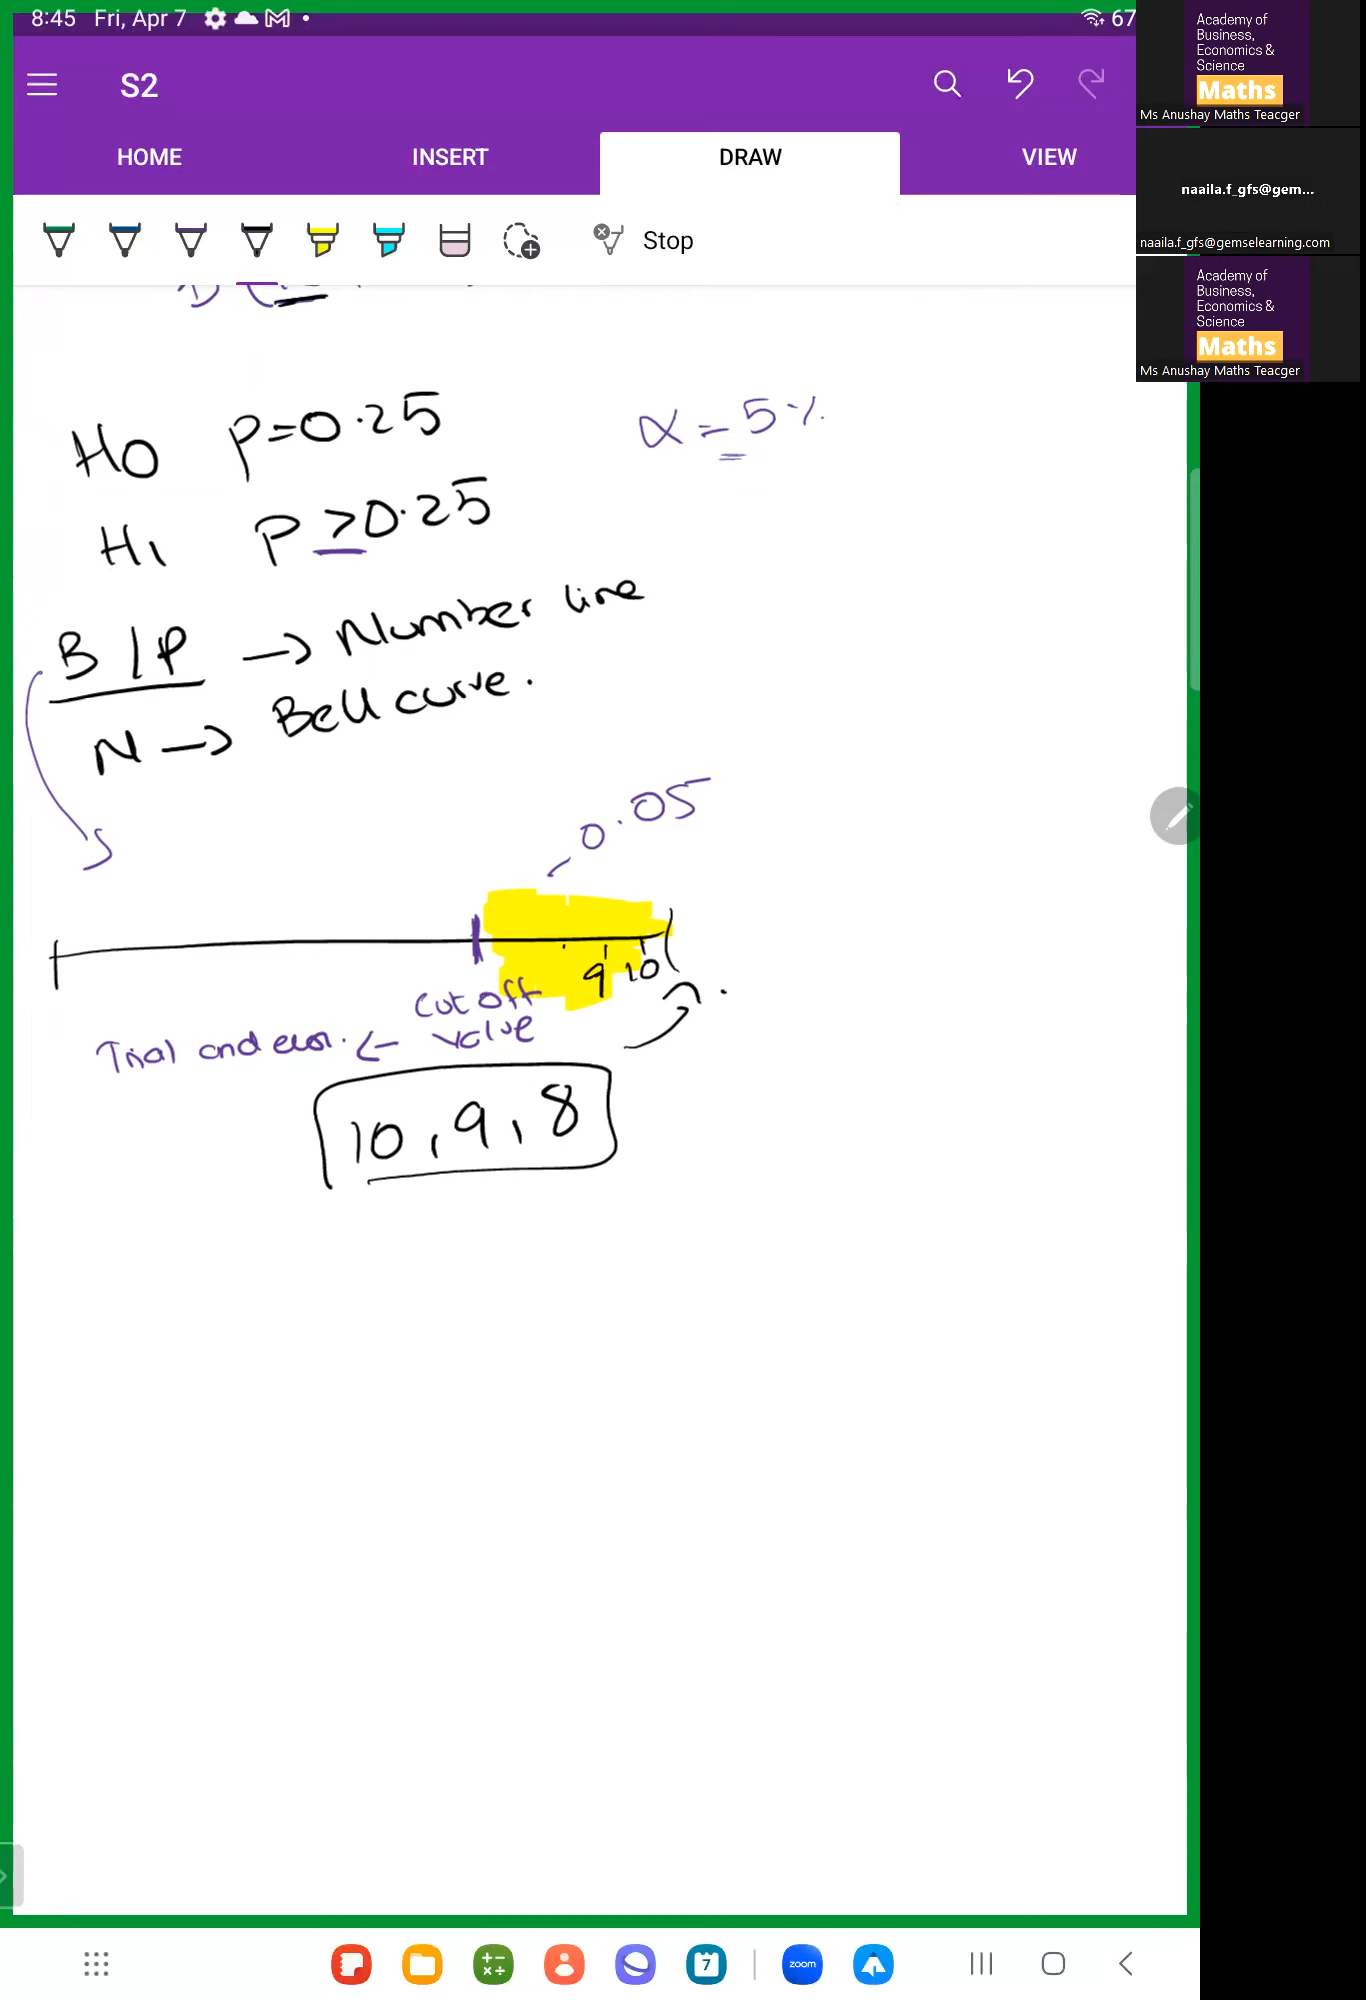 8:45 Fri, Apr 7
67
S2
HOME INSERT DRAW VIEW
Stop
Academy of
Business,
Economics &
Science
Maths
Ms Anushay Maths Teacger
naaila.f_gfs@gem...
naaila.f_gfs@gemselearning.com
Academy of
Business,
Economics &
Science
Maths
Ms Anushay Maths Teacger
H0 P=0.25
α = 5%
H1 P >0.25
B / P → Number line
N → Bell curve.
0.05
9 10
Cut off
value
Trial and error. ←
10, 9, 8
7
zoom